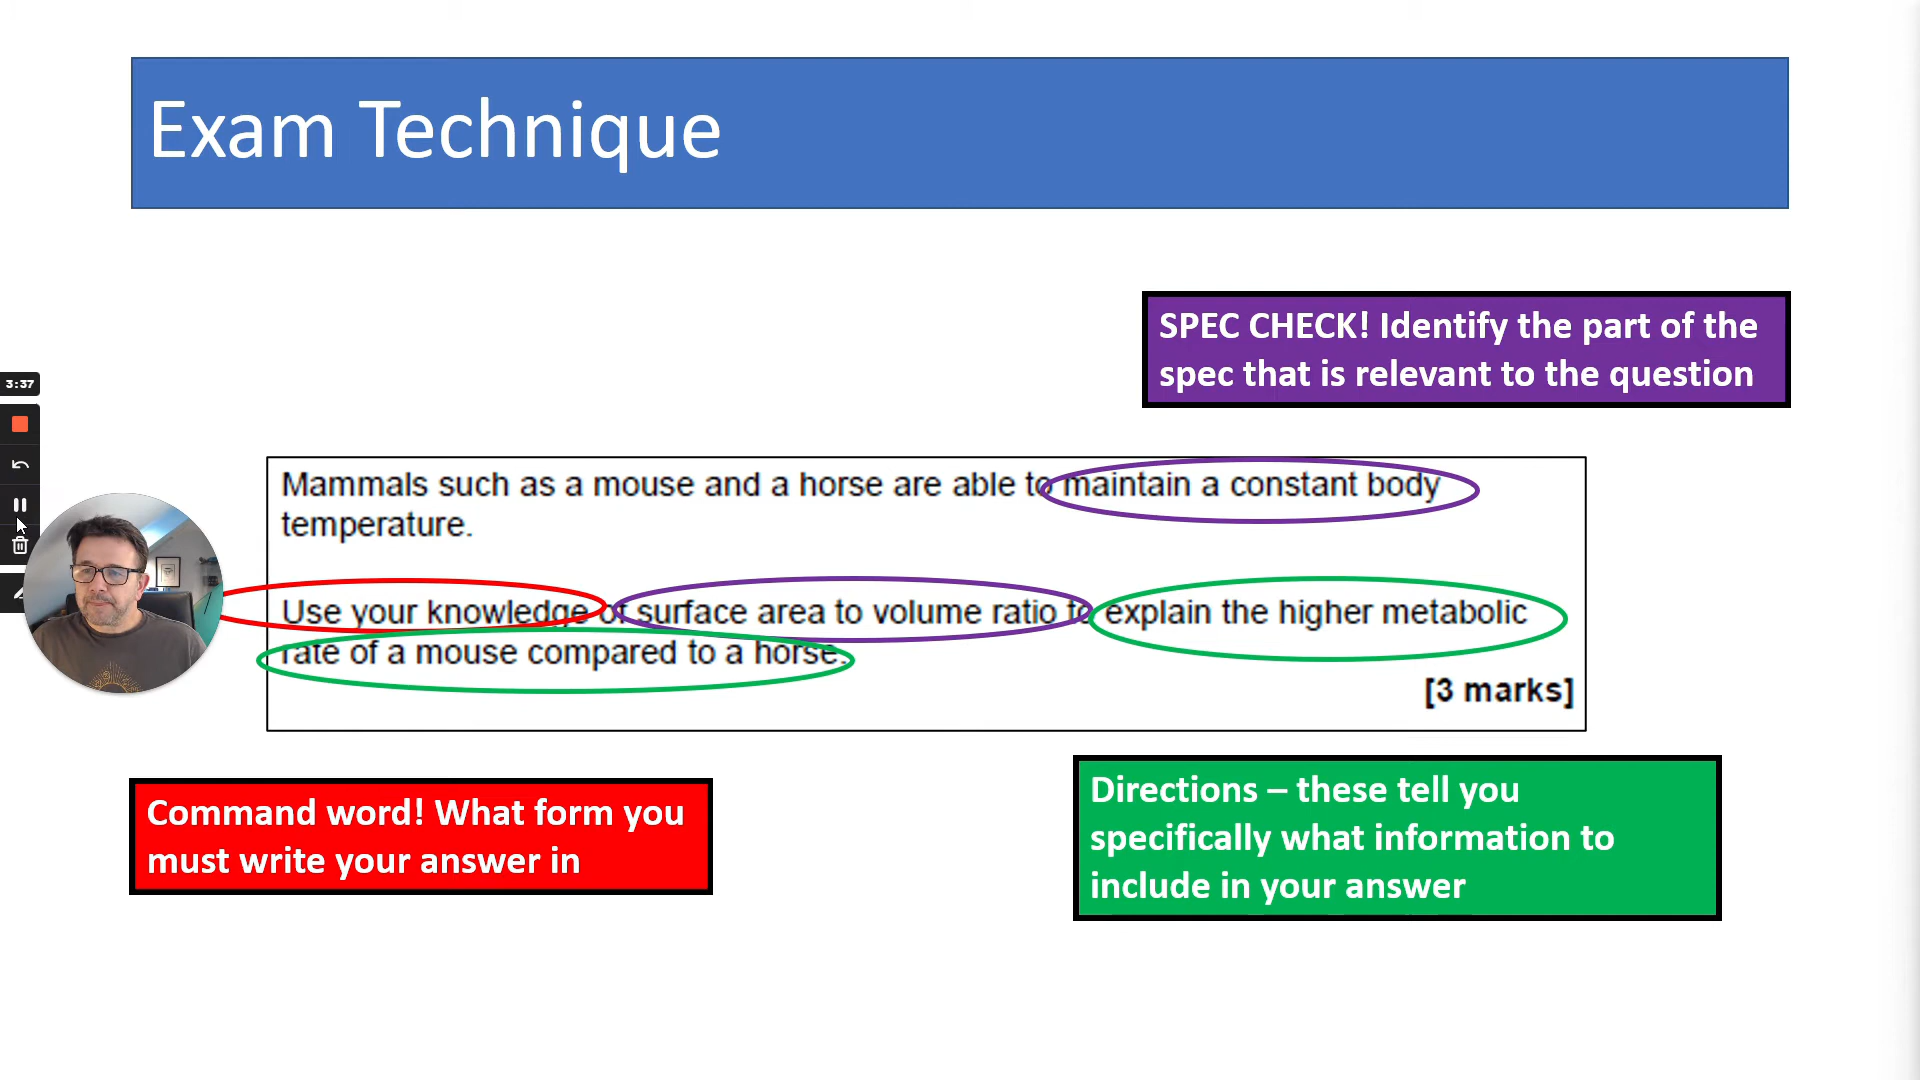 Exam Technique
SPEC CHECK! Identify the part of the
spec that is relevant to the question
3:37
Mammals such as a mouse and a horse are able to maintain a constant body
temperature.
Use your knowledge of surface area to volume ratio to explain the higher metabolic
rate of a mouse compared to a horse.
[3 marks]
Command word! What form you
must write your answer in
Directions – these tell you
specifically what information to
include in your answer